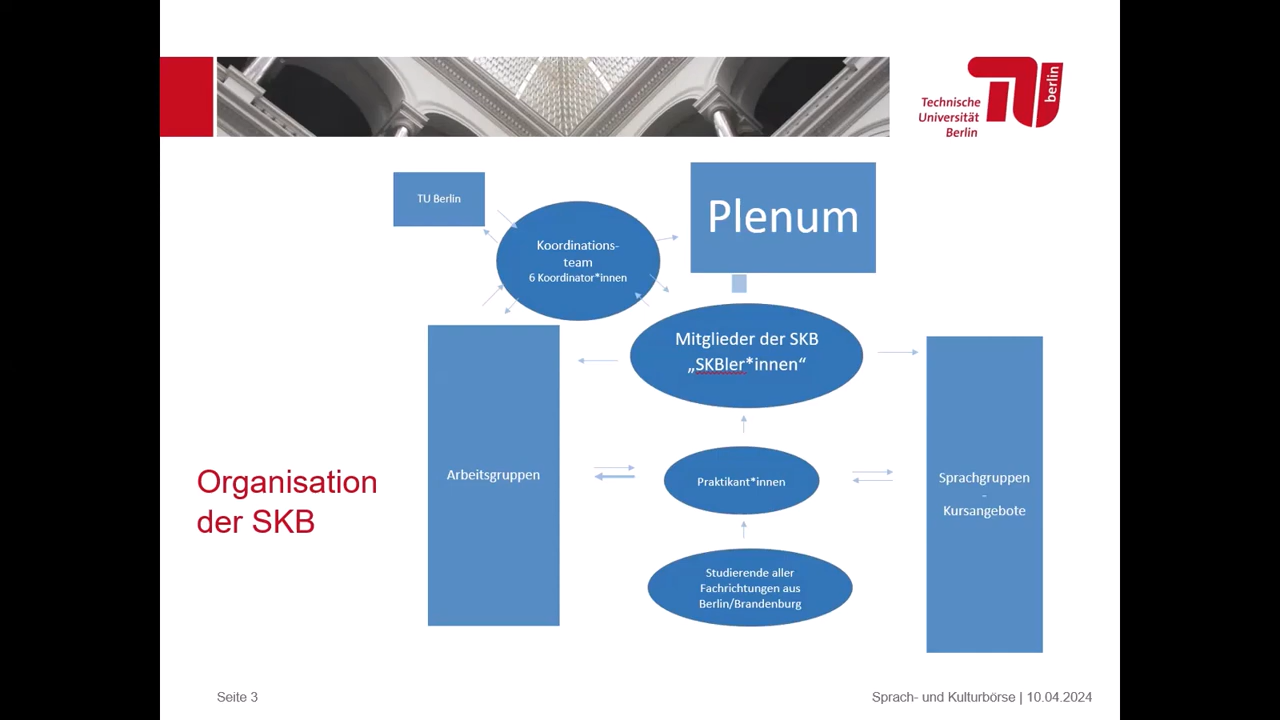 Technische
Universität
Berlin
berlin
TU Berlin
Koordinations-
team
6 Koordinator*innen
Plenum
Mitglieder der SKB
„SKBler*innen“
Arbeitsgruppen
Praktikant*innen
Sprachgruppen
-
Kursangebote
Organisation
der SKB
Studierende aller
Fachrichtungen aus
Berlin/Brandenburg
Seite 3
Sprach- und Kulturbörse | 10.04.2024